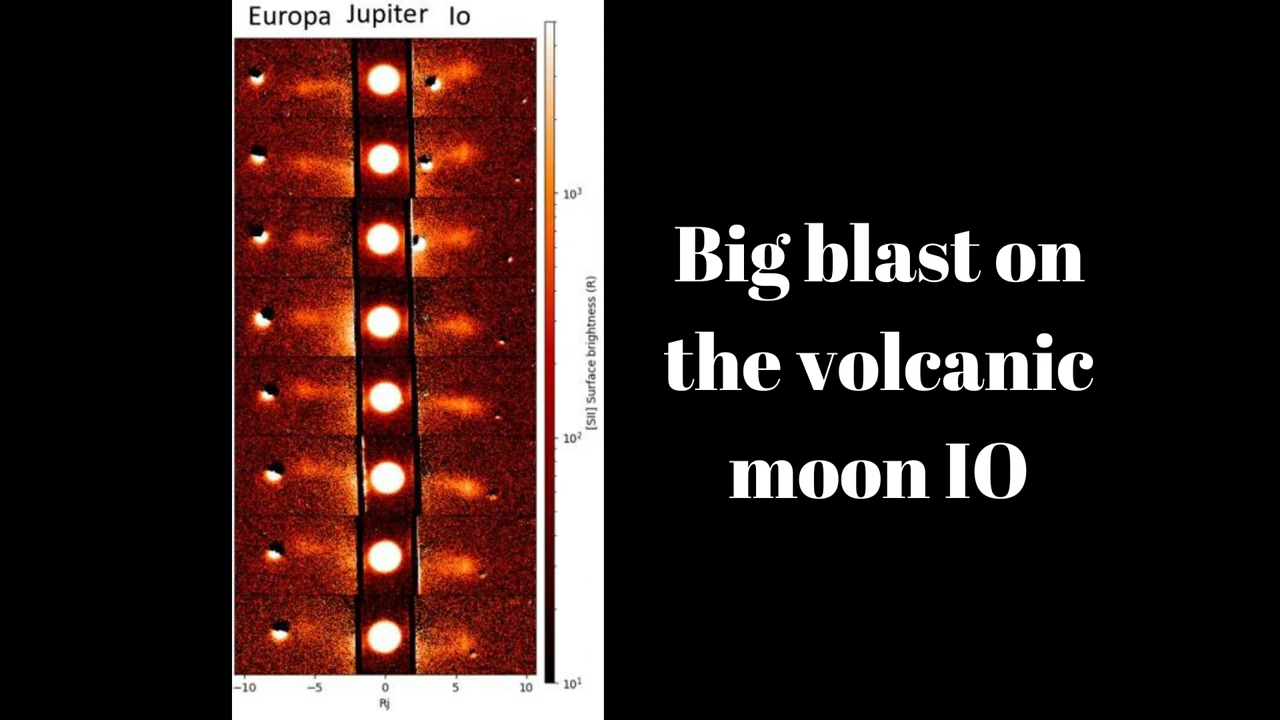 Europa Jupiter Io
10³
[SII] Surface brightness (R)
10²
10¹
−10 −5 0 5 10
Rj
Big blast on
the volcanic
moon IO